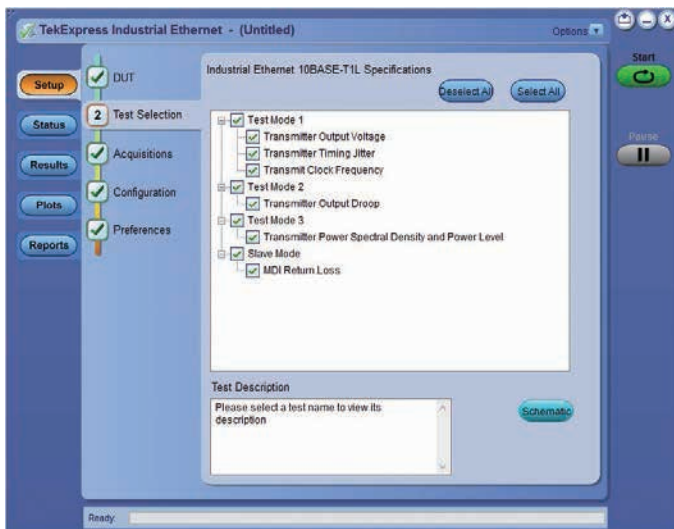 TekExpress Industrial Ethernet - (Untitled)
Options
Start
Pause
Setup
Status
Results
Plots
Reports
DUT
2 Test Selection
Acquisitions
Configuration
Preferences
Industrial Ethernet 10BASE-T1L Specifications
Deselect All
Select All
Test Mode 1
Transmitter Output Voltage
Transmitter Timing Jitter
Transmit Clock Frequency
Test Mode 2
Transmitter Output Droop
Test Mode 3
Transmitter Power Spectral Density and Power Level
Slave Mode
MDI Return Loss
Test Description
Please select a test name to view its
description
Schematic
Ready.